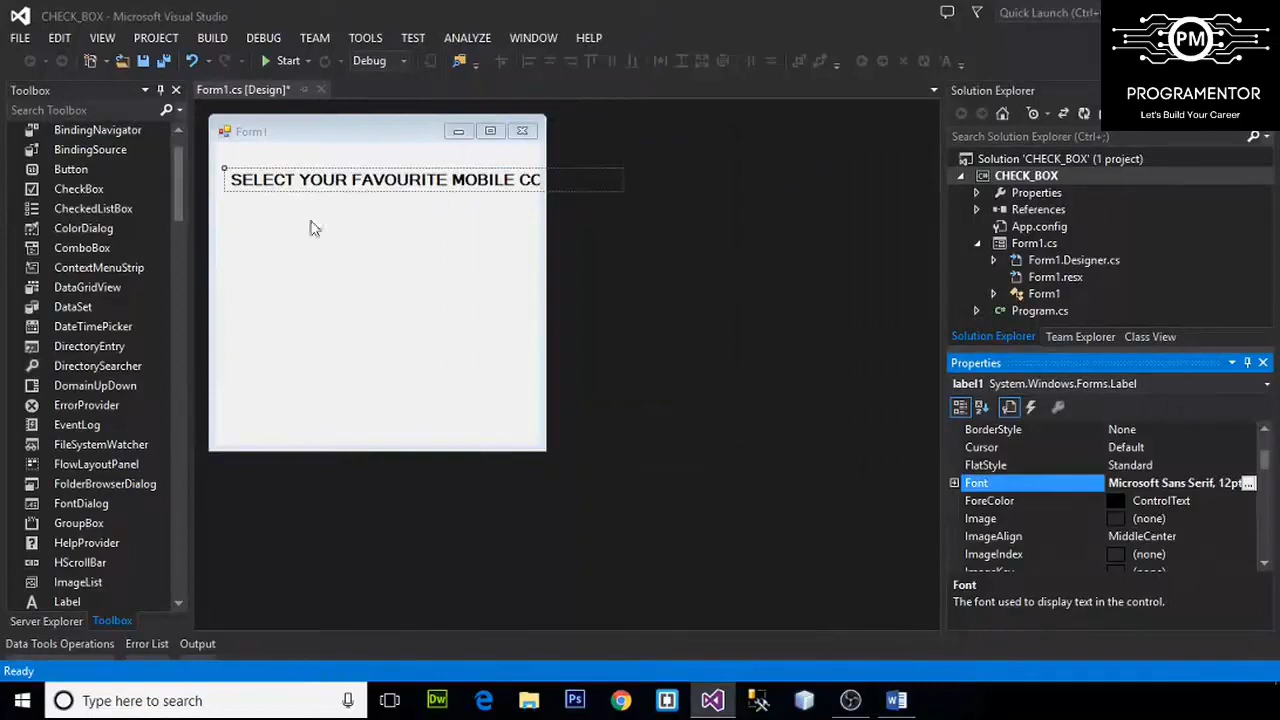 CHECK_BOX - Microsoft Visual Studio
Quick Launch (Ctrl+
FILE EDIT VIEW PROJECT BUILD DEBUG TEAM TOOLS TEST ANALYZE WINDOW HELP
PM
PROGRAMENTOR
Let's Build Your Career
Start Debug
Toolbox
Form1.cs [Design]*
Solution Explorer
Search Toolbox
BindingNavigator
BindingSource
Button
CheckBox
CheckedListBox
ColorDialog
ComboBox
ContextMenuStrip
DataGridView
DataSet
DateTimePicker
DirectoryEntry
DirectorySearcher
DomainUpDown
ErrorProvider
EventLog
FileSystemWatcher
FlowLayoutPanel
FolderBrowserDialog
FontDialog
GroupBox
HelpProvider
HScrollBar
ImageList
Label
Server Explorer Toolbox
Form1
SELECT YOUR FAVOURITE MOBILE CC
Search Solution Explorer (Ctrl+;)
Solution 'CHECK_BOX' (1 project)
CHECK_BOX
Properties
References
App.config
Form1.cs
Form1.Designer.cs
Form1.resx
Form1
Program.cs
Solution Explorer Team Explorer Class View
Properties
label1 System.Windows.Forms.Label
BorderStyle None
Cursor Default
FlatStyle Standard
Font Microsoft Sans Serif, 12pt ...
ForeColor ControlText
Image (none)
ImageAlign MiddleCenter
ImageIndex (none)
ImageKey (none)
Font
The font used to display text in the control.
Data Tools Operations Error List Output
Ready
Type here to search
Dw
Ps